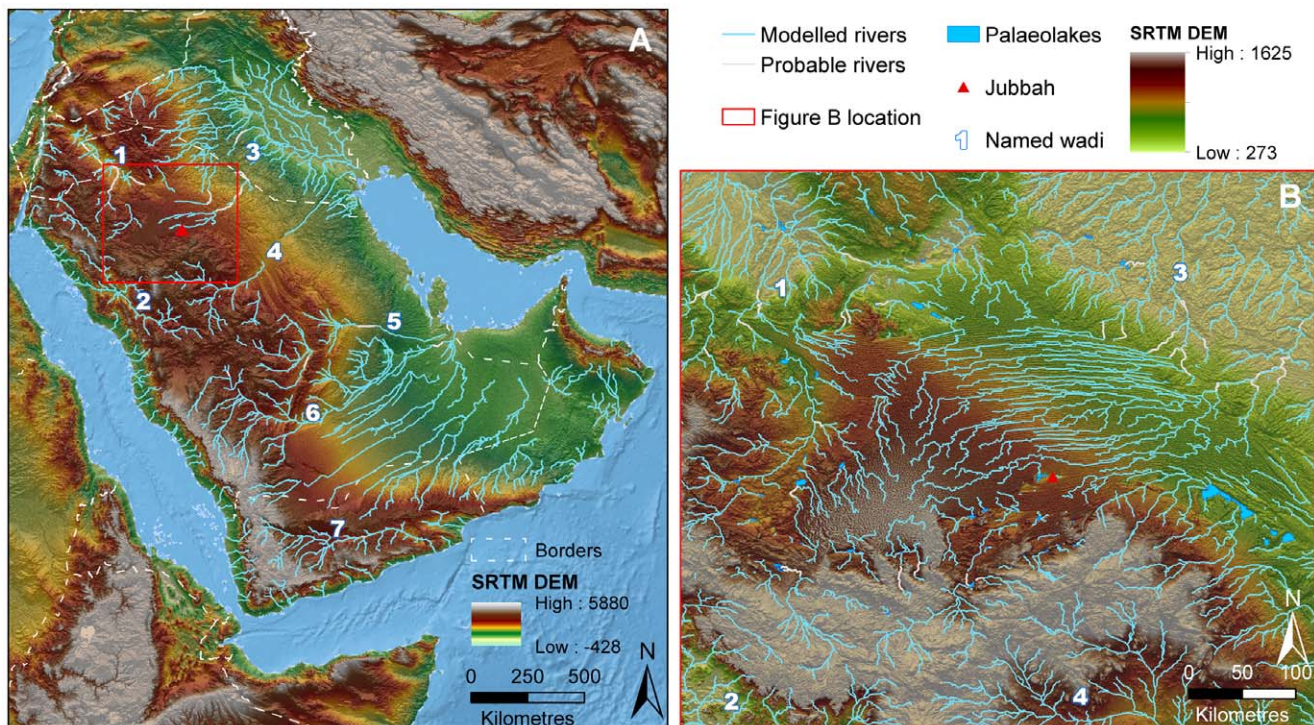 A
1
3
4
2
5
6
7
Borders
SRTM DEM
High : 5880
Low : -428
N
0 250 500
Kilometres
Modelled rivers
Probable rivers
Figure B location
Palaeolakes
Jubbah
1 Named wadi
SRTM DEM
High : 1625
Low : 273
B
1
3
2
4
N
0 50 100
Kilometres